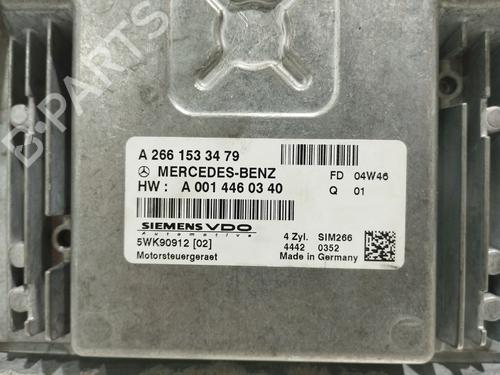 B-PARTS
A 266 153 34 79
MERCEDES-BENZ
FD 04W46
HW : A 001 446 03 40
Q 01
SIEMENS VDO
Automotive
4 Zyl. SIM266
5WK90912 [02]
4442 0352
Motorsteuergeraet
Made in Germany